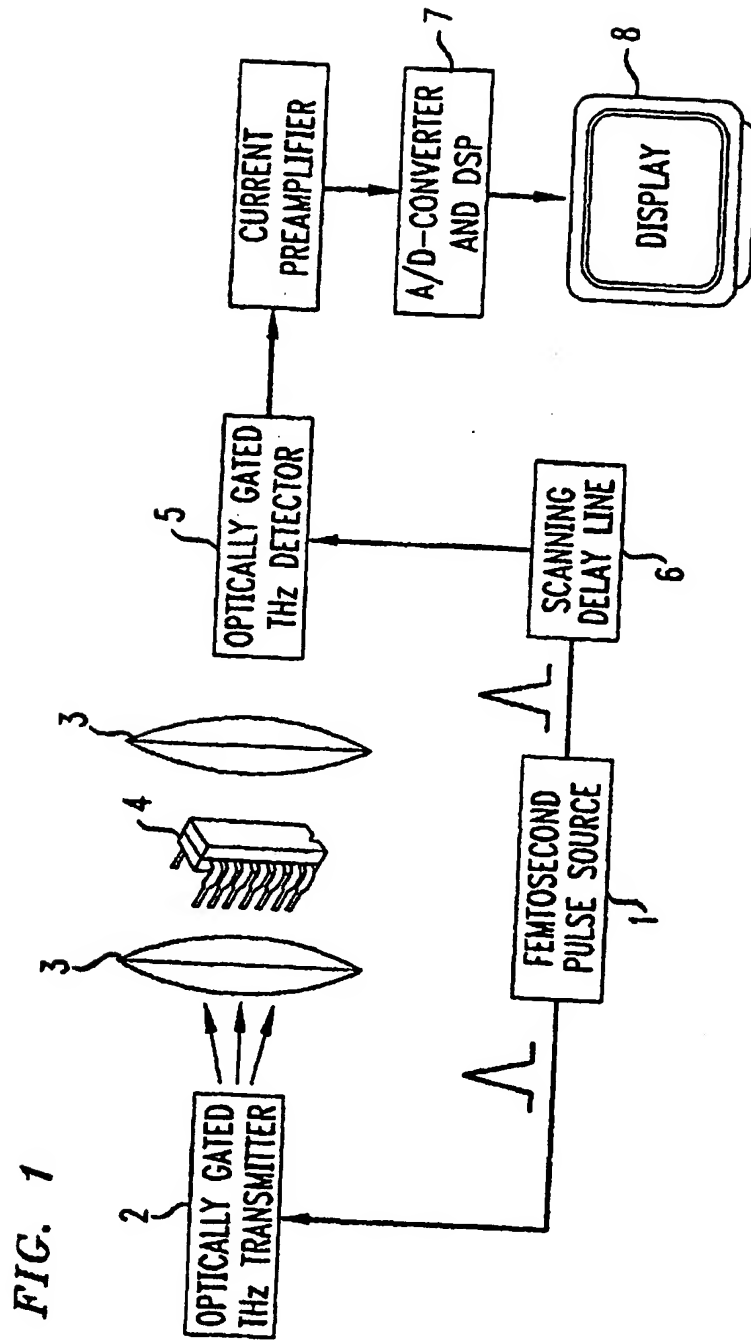 FIG. 1
2
OPTICALLY GATED
THz TRANSMITTER
3
4
3
5
OPTICALLY GATED
THz DETECTOR
CURRENT
PREAMPLIFIER
7
A/D-CONVERTER
AND DSP
8
DISPLAY
FEMTOSECOND
PULSE SOURCE
1
SCANNING
DELAY LINE
6